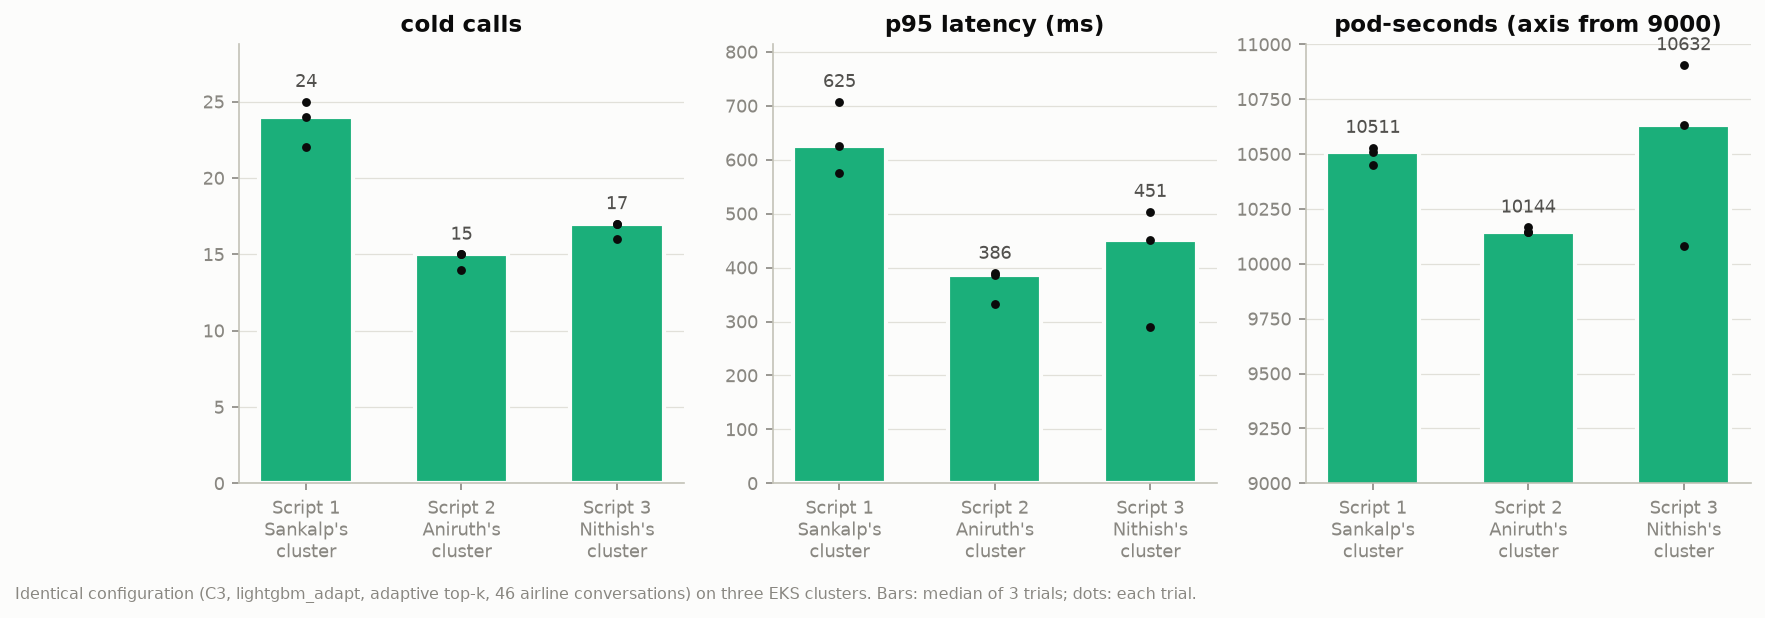 cold calls
24
15
17
25
20
15
10
5
0
Script 1
Sankalp's
cluster
Script 2
Aniruth's
cluster
Script 3
Nithish's
cluster
p95 latency (ms)
625
386
451
800
700
600
500
400
300
200
100
0
Script 1
Sankalp's
cluster
Script 2
Aniruth's
cluster
Script 3
Nithish's
cluster
pod-seconds (axis from 9000)
10511
10144
10632
11000
10750
10500
10250
10000
9750
9500
9250
9000
Script 1
Sankalp's
cluster
Script 2
Aniruth's
cluster
Script 3
Nithish's
cluster
Identical configuration (C3, lightgbm_adapt, adaptive top-k, 46 airline conversations) on three EKS clusters. Bars: median of 3 trials; dots: each trial.